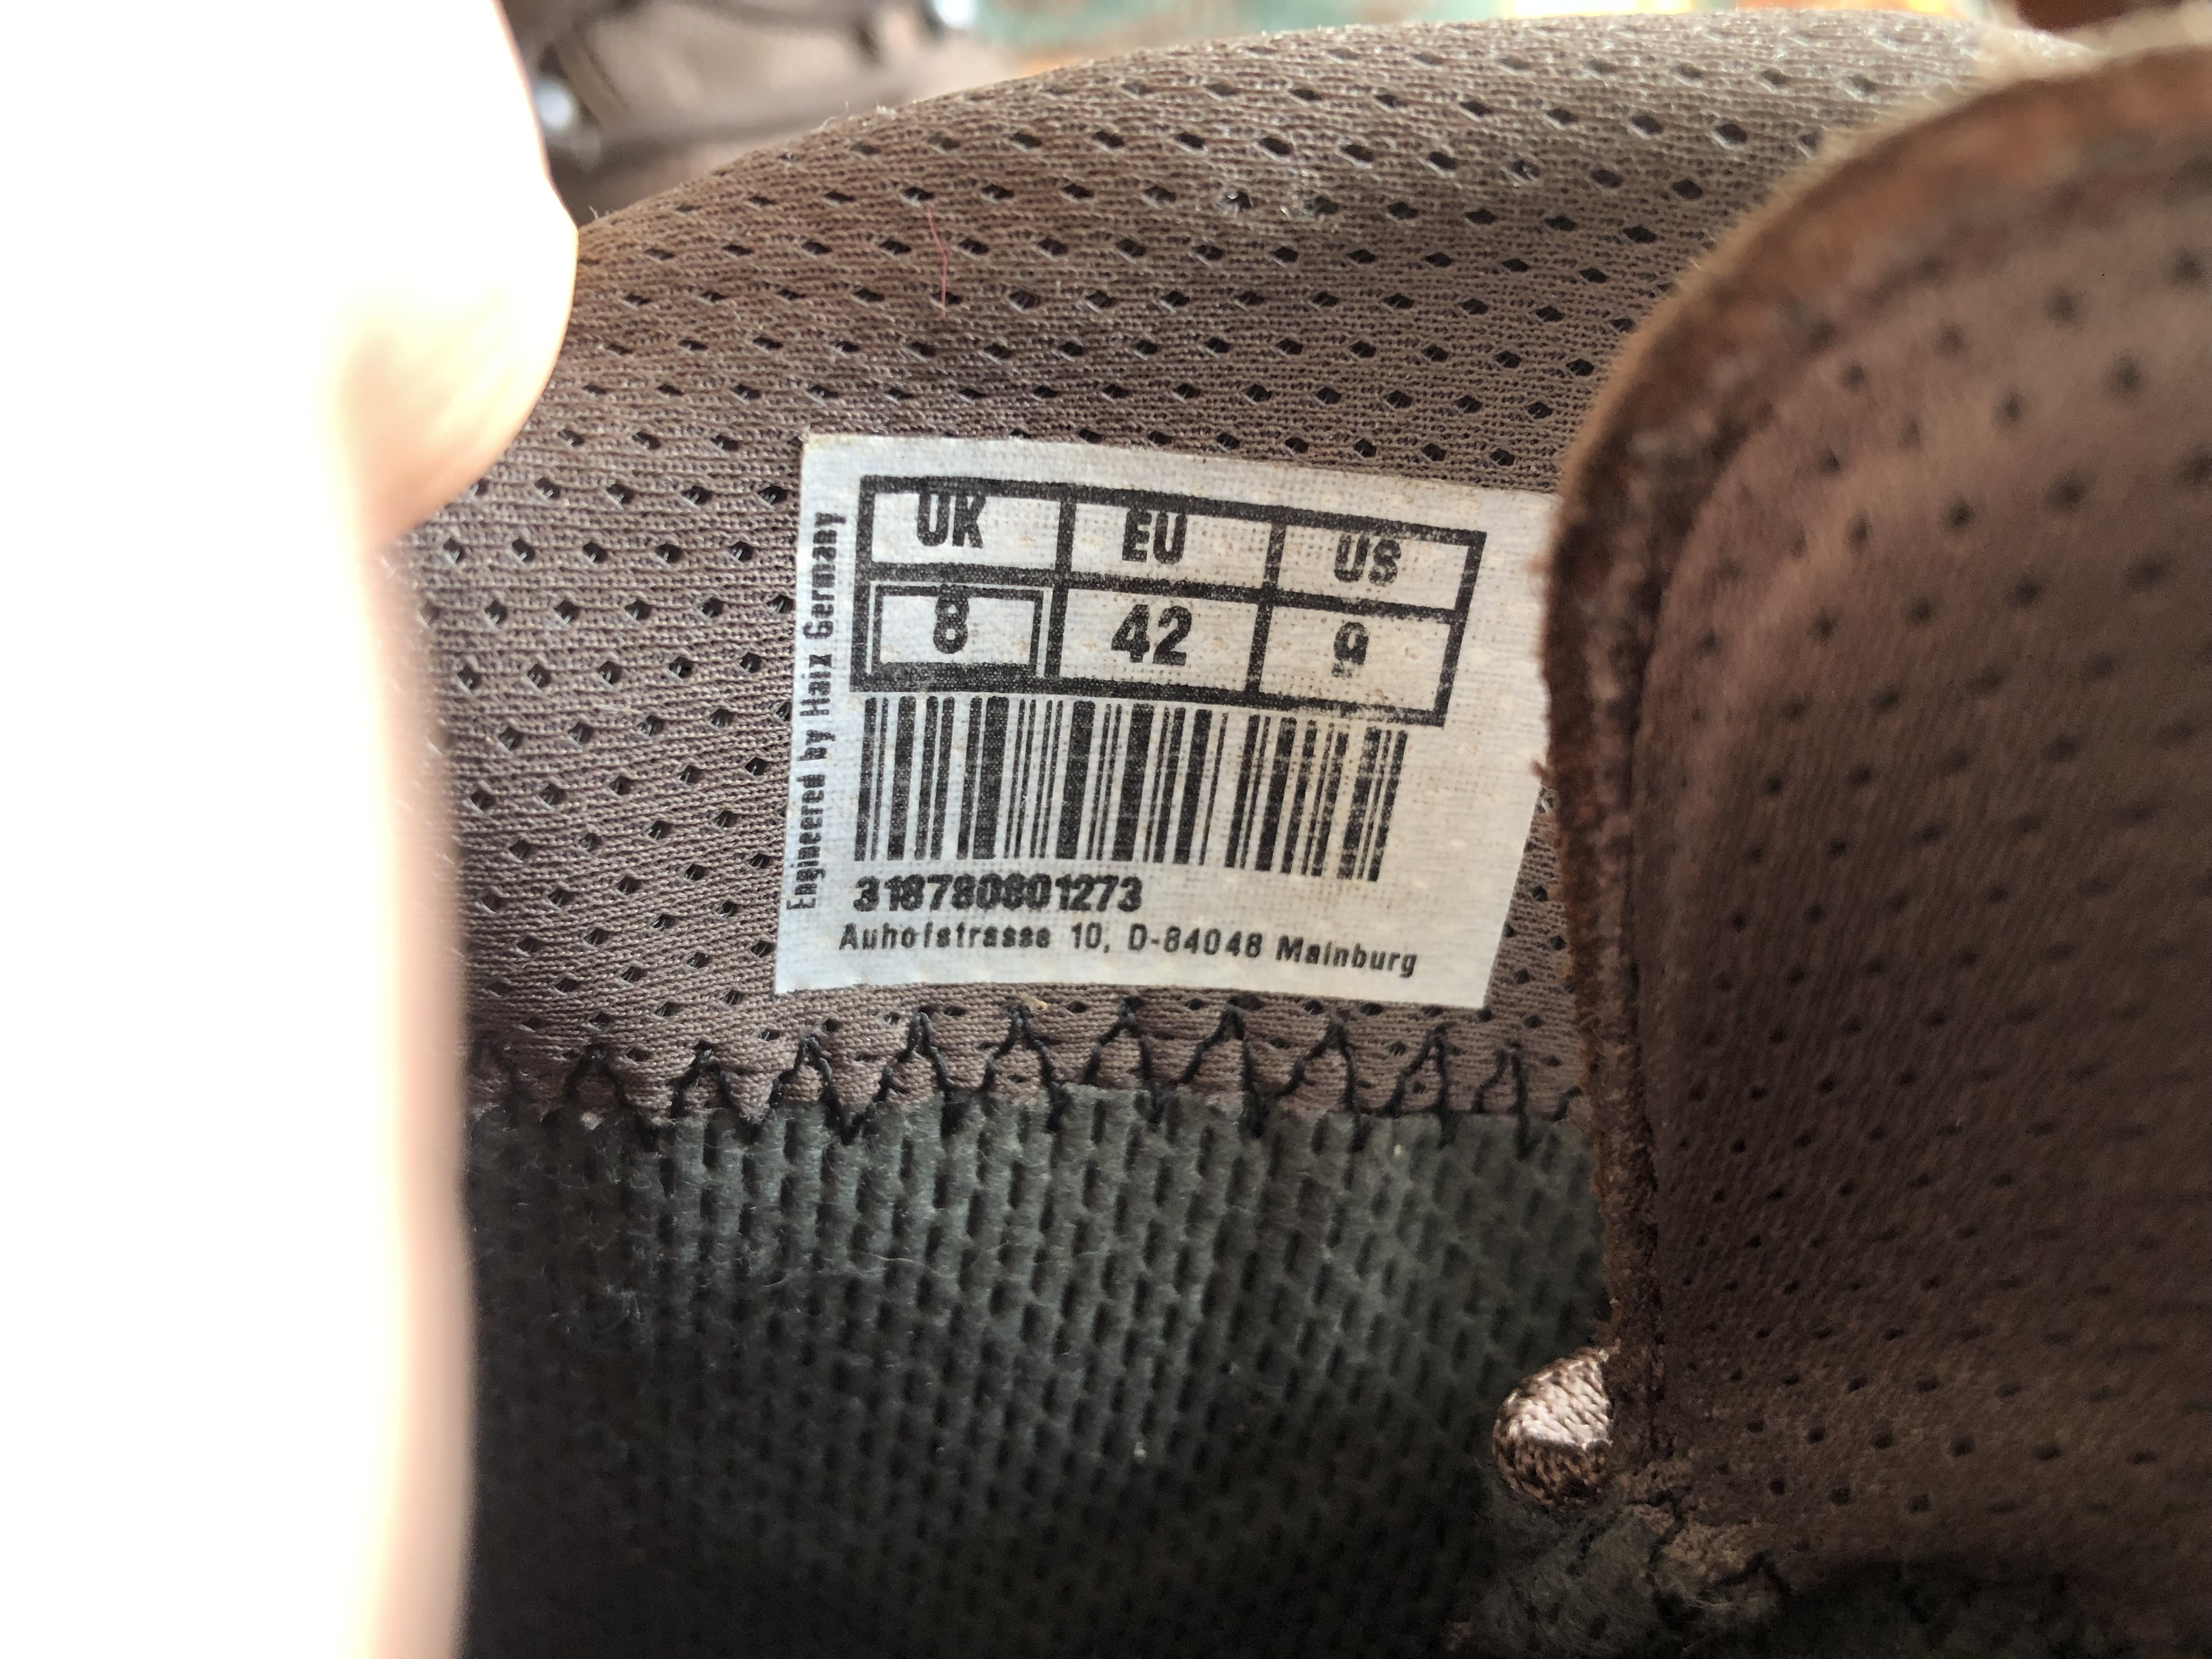 UK EU US
8 42 9
Engineered by Haix Germany
318780801273
Auhofstrasse 10, D-84048 Mainburg